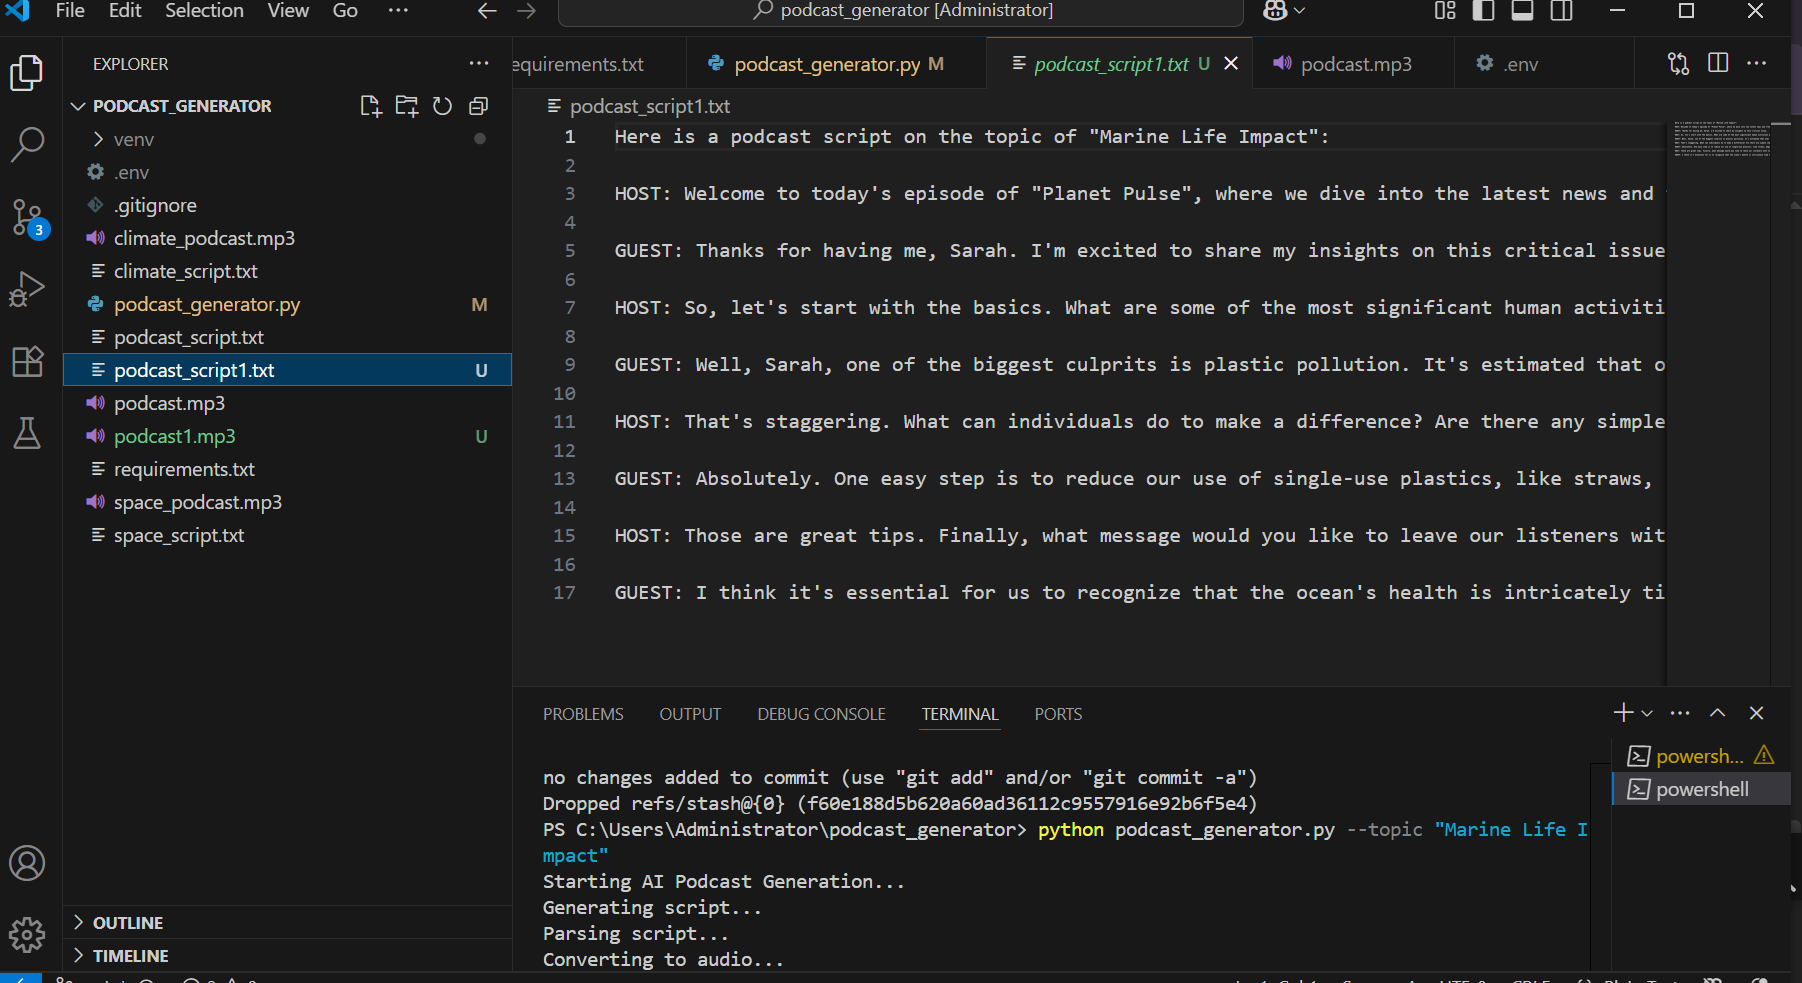 File Edit Selection View Go ···
podcast_generator [Administrator]
EXPLORER
PODCAST_GENERATOR
venv
.env
.gitignore
climate_podcast.mp3
climate_script.txt
podcast_generator.py M
podcast_script.txt
podcast_script1.txt U
podcast.mp3
podcast1.mp3 U
requirements.txt
space_podcast.mp3
space_script.txt
OUTLINE
TIMELINE
3
equirements.txt
podcast_generator.py M
podcast_script1.txt U
podcast.mp3
.env
podcast_script1.txt
1 Here is a podcast script on the topic of "Marine Life Impact":
2
3 HOST: Welcome to today's episode of "Planet Pulse", where we dive into the latest news and
4
5 GUEST: Thanks for having me, Sarah. I'm excited to share my insights on this critical issue
6
7 HOST: So, let's start with the basics. What are some of the most significant human activiti
8
9 GUEST: Well, Sarah, one of the biggest culprits is plastic pollution. It's estimated that o
10
11 HOST: That's staggering. What can individuals do to make a difference? Are there any simple
12
13 GUEST: Absolutely. One easy step is to reduce our use of single-use plastics, like straws,
14
15 HOST: Those are great tips. Finally, what message would you like to leave our listeners wit
16
17 GUEST: I think it's essential for us to recognize that the ocean's health is intricately ti
PROBLEMS OUTPUT DEBUG CONSOLE TERMINAL PORTS
no changes added to commit (use "git add" and/or "git commit -a")
Dropped refs/stash@{0} (f60e188d5b620a60ad36112c9557916e92b6f5e4)
PS C:\Users\Administrator\podcast_generator> python podcast_generator.py --topic "Marine Life I
mpact"
Starting AI Podcast Generation...
Generating script...
Parsing script...
Converting to audio...
powersh...
powershell